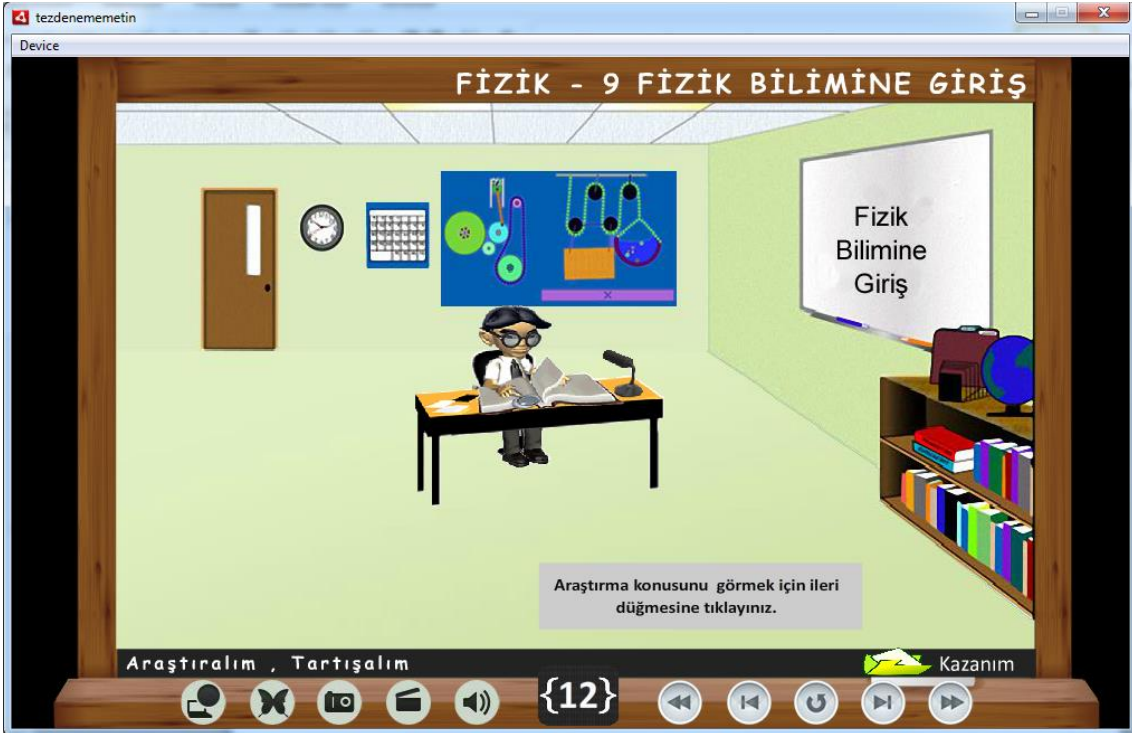 tezdenememetin
Device
FİZİK - 9 FİZİK BİLİMİNE GİRİŞ
Fizik
Bilimine
Giriş
Araştırma konusunu görmek için ileri
düğmesine tıklayınız.
Araştıralım , Tartışalım
Kazanım
{12}